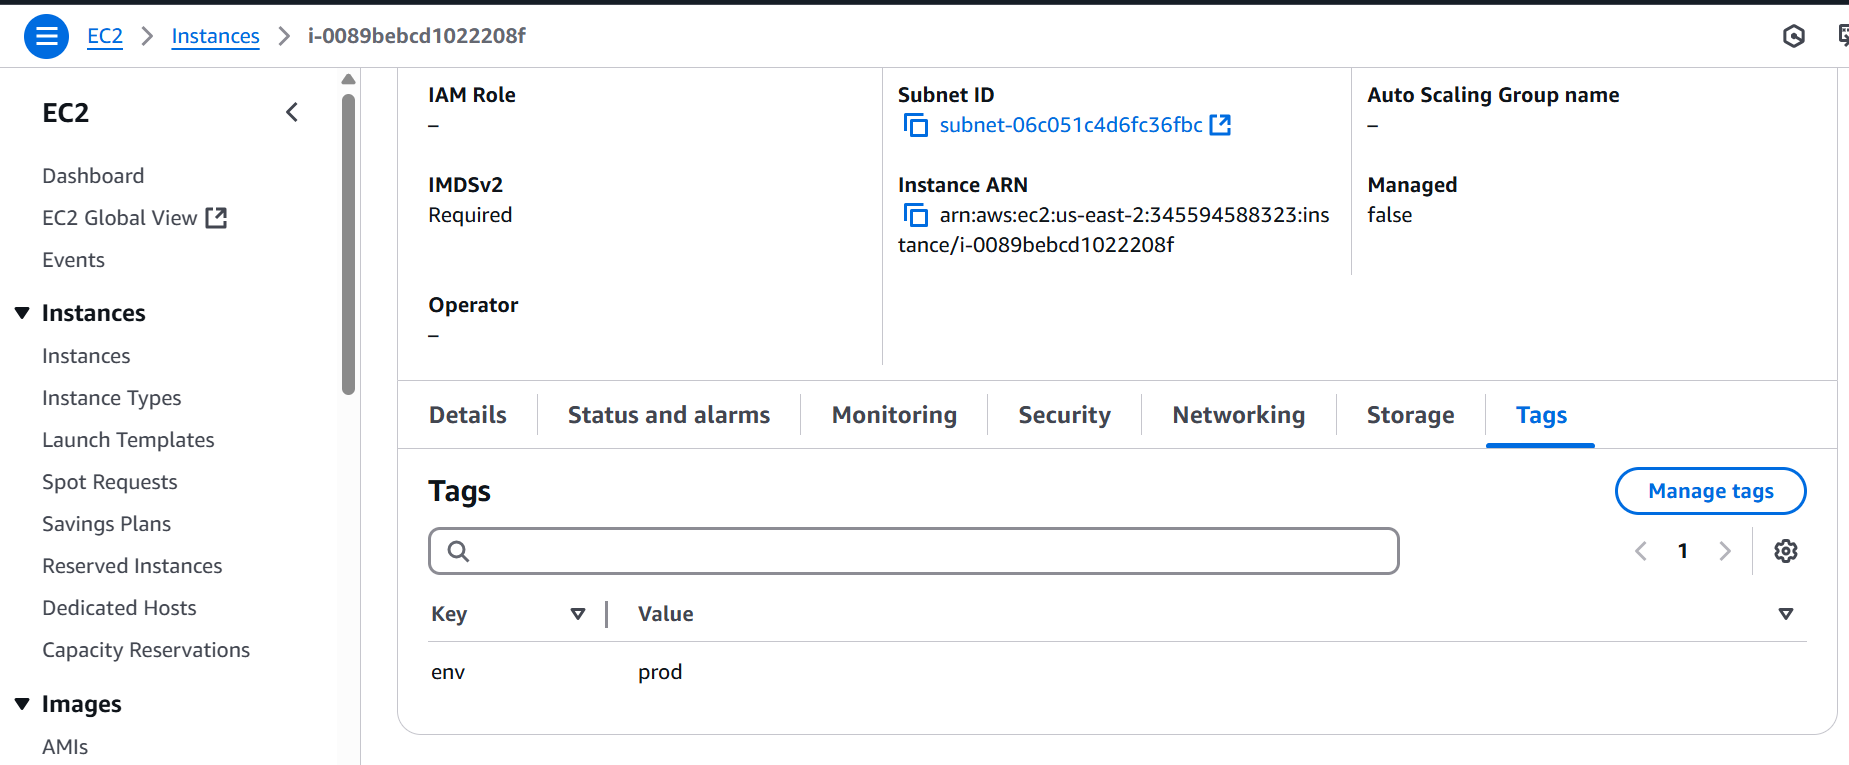 EC2 > Instances > i-0089bebcd1022208f
EC2
Dashboard
EC2 Global View
Events
Instances
Instances
Instance Types
Launch Templates
Spot Requests
Savings Plans
Reserved Instances
Dedicated Hosts
Capacity Reservations
Images
AMIs
IAM Role
–
Subnet ID
subnet-06c051c4d6fc36fbc
Auto Scaling Group name
–
IMDSv2
Required
Instance ARN
arn:aws:ec2:us-east-2:345594588323:ins
tance/i-0089bebcd1022208f
Managed
false
Operator
–
Details Status and alarms Monitoring Security Networking Storage Tags
Tags
Manage tags
1
Key Value
env prod